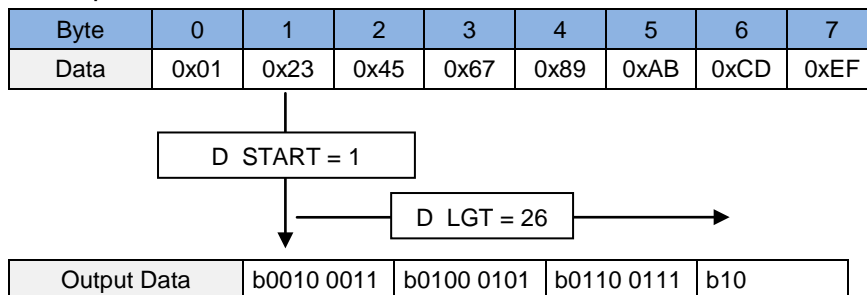 Byte 0 1 2 3 4 5 6 7
Data 0x01 0x23 0x45 0x67 0x89 0xAB 0xCD 0xEF
D START = 1
D LGT = 26
Output Data b0010 0011 b0100 0101 b0110 0111 b10